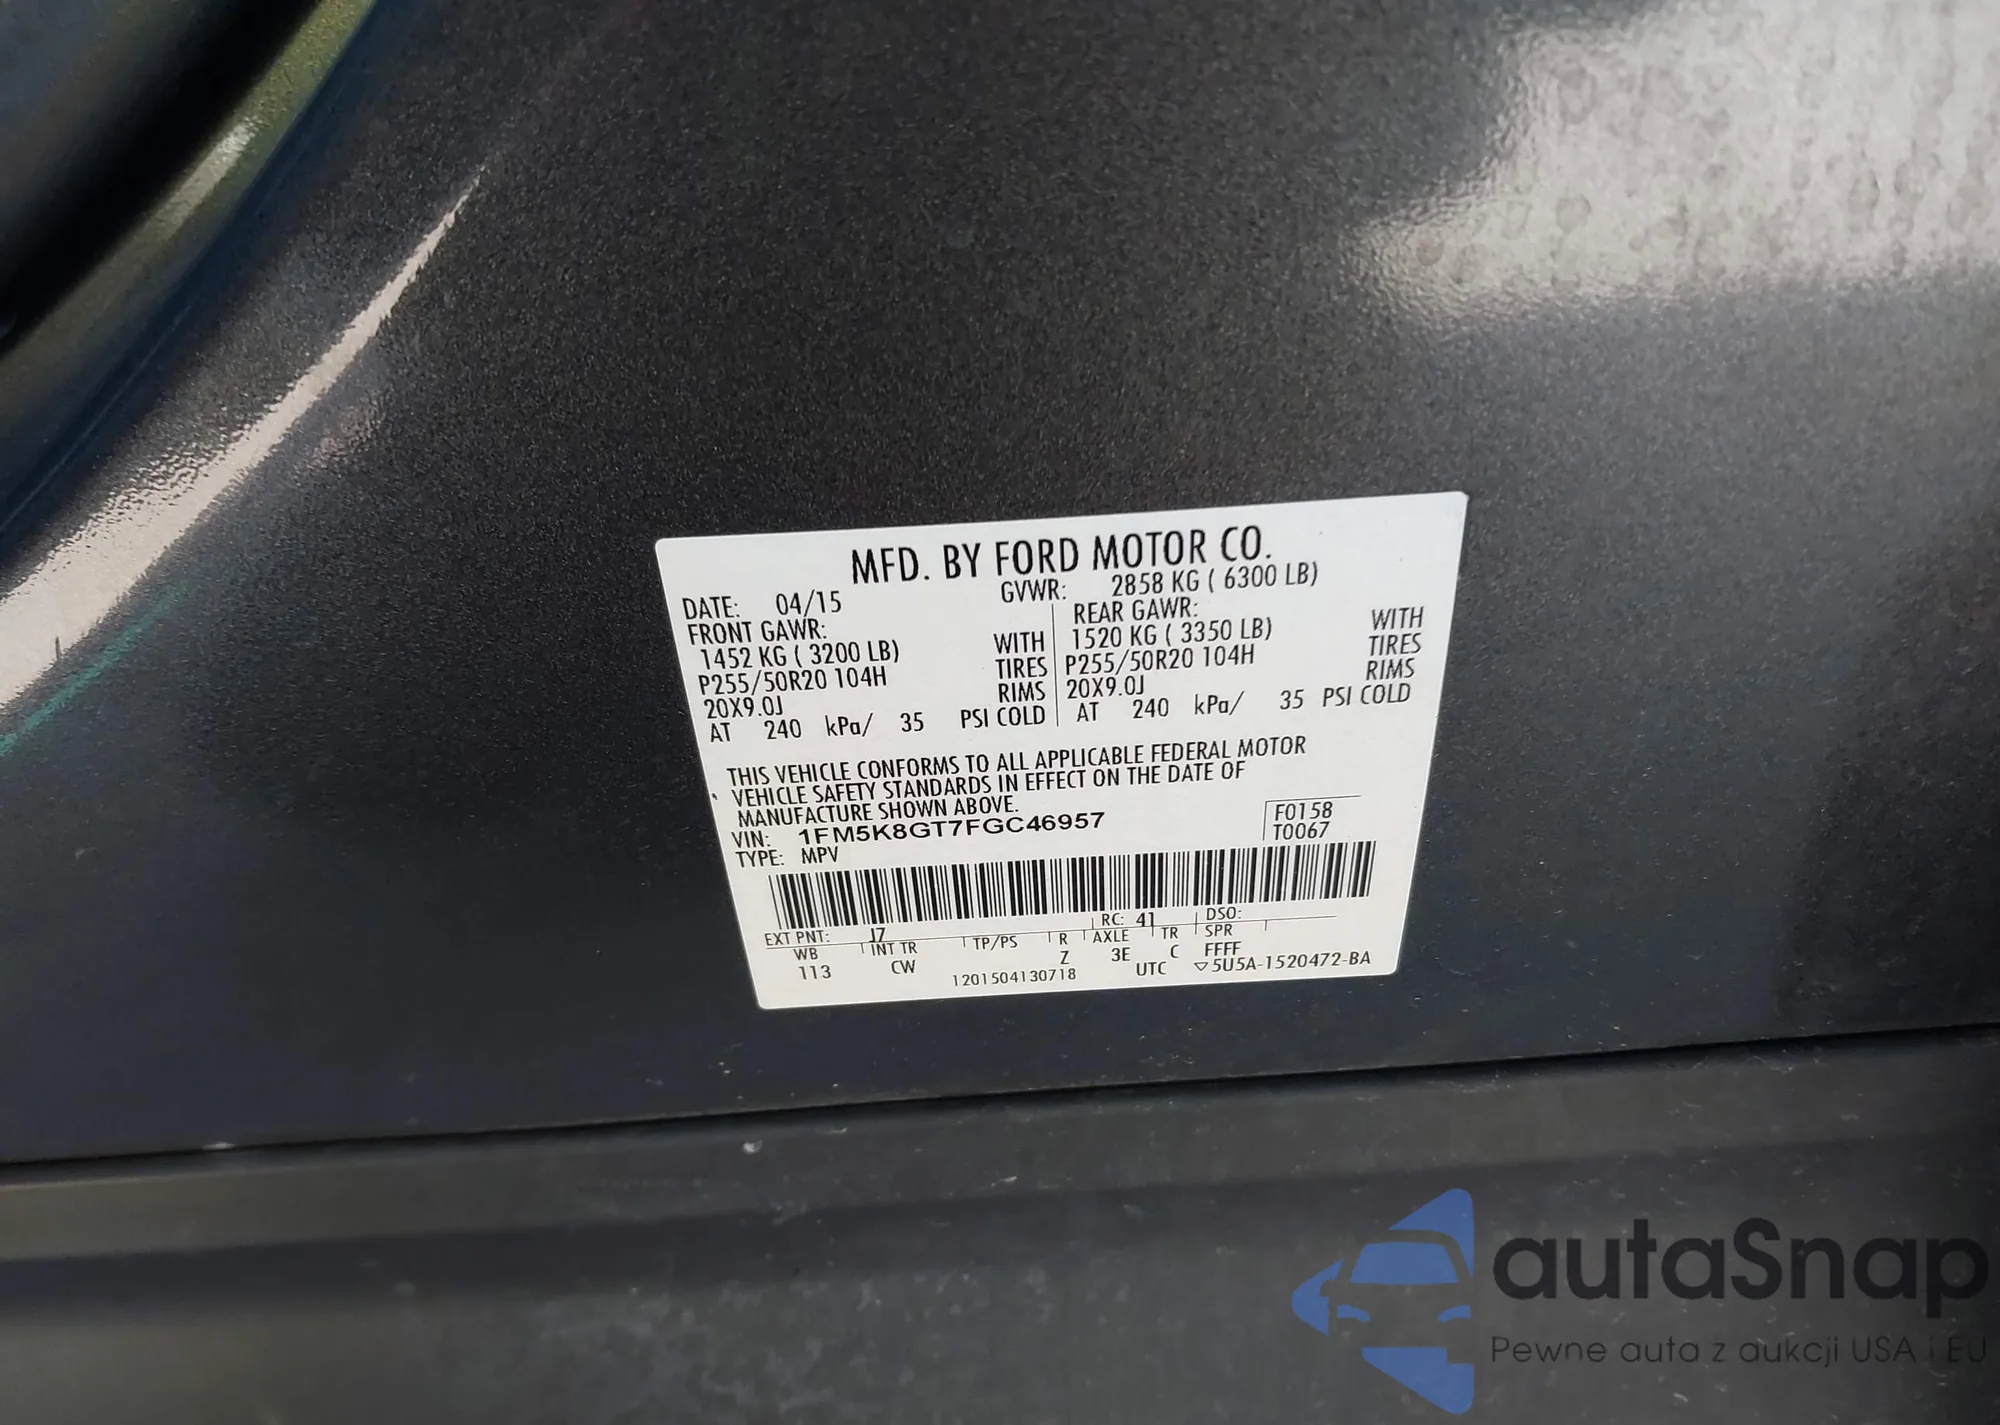 MFD. BY FORD MOTOR CO.
DATE: 04/15 GVWR: 2858 KG ( 6300 LB)
FRONT GAWR: REAR GAWR:
1452 KG ( 3200 LB) WITH 1520 KG ( 3350 LB) WITH
P255/50R20 104H TIRES P255/50R20 104H TIRES
20X9.0J RIMS 20X9.0J RIMS
AT 240 kPa/ 35 PSI COLD AT 240 kPa/ 35 PSI COLD
THIS VEHICLE CONFORMS TO ALL APPLICABLE FEDERAL MOTOR
VEHICLE SAFETY STANDARDS IN EFFECT ON THE DATE OF
MANUFACTURE SHOWN ABOVE.
VIN: 1FM5K8GT7FGC46957 F0158
TYPE: MPV T0067
EXT PNT: J7 RC: 41 DSO:
WB INT TR TP/PS R AXLE TR SPR
113 CW Z 3E C FFFF
1201504130718 UTC ▽5U5A-1520472-BA
autaSnap
Pewne auta z aukcji USA i EU